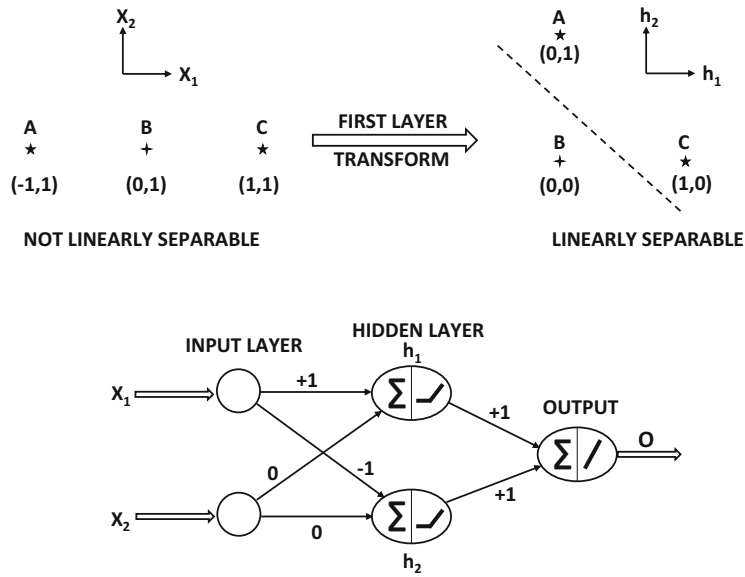 X2
X1
A
B
C
(-1,1)
(0,1)
(1,1)
NOT LINEARLY SEPARABLE
FIRST LAYER
TRANSFORM
A
(0,1)
h2
h1
B
(0,0)
C
(1,0)
LINEARLY SEPARABLE
INPUT LAYER
HIDDEN LAYER
h1
X1
+1
Σ
+1
OUTPUT
Σ
O
0
-1
X2
0
Σ
+1
h2